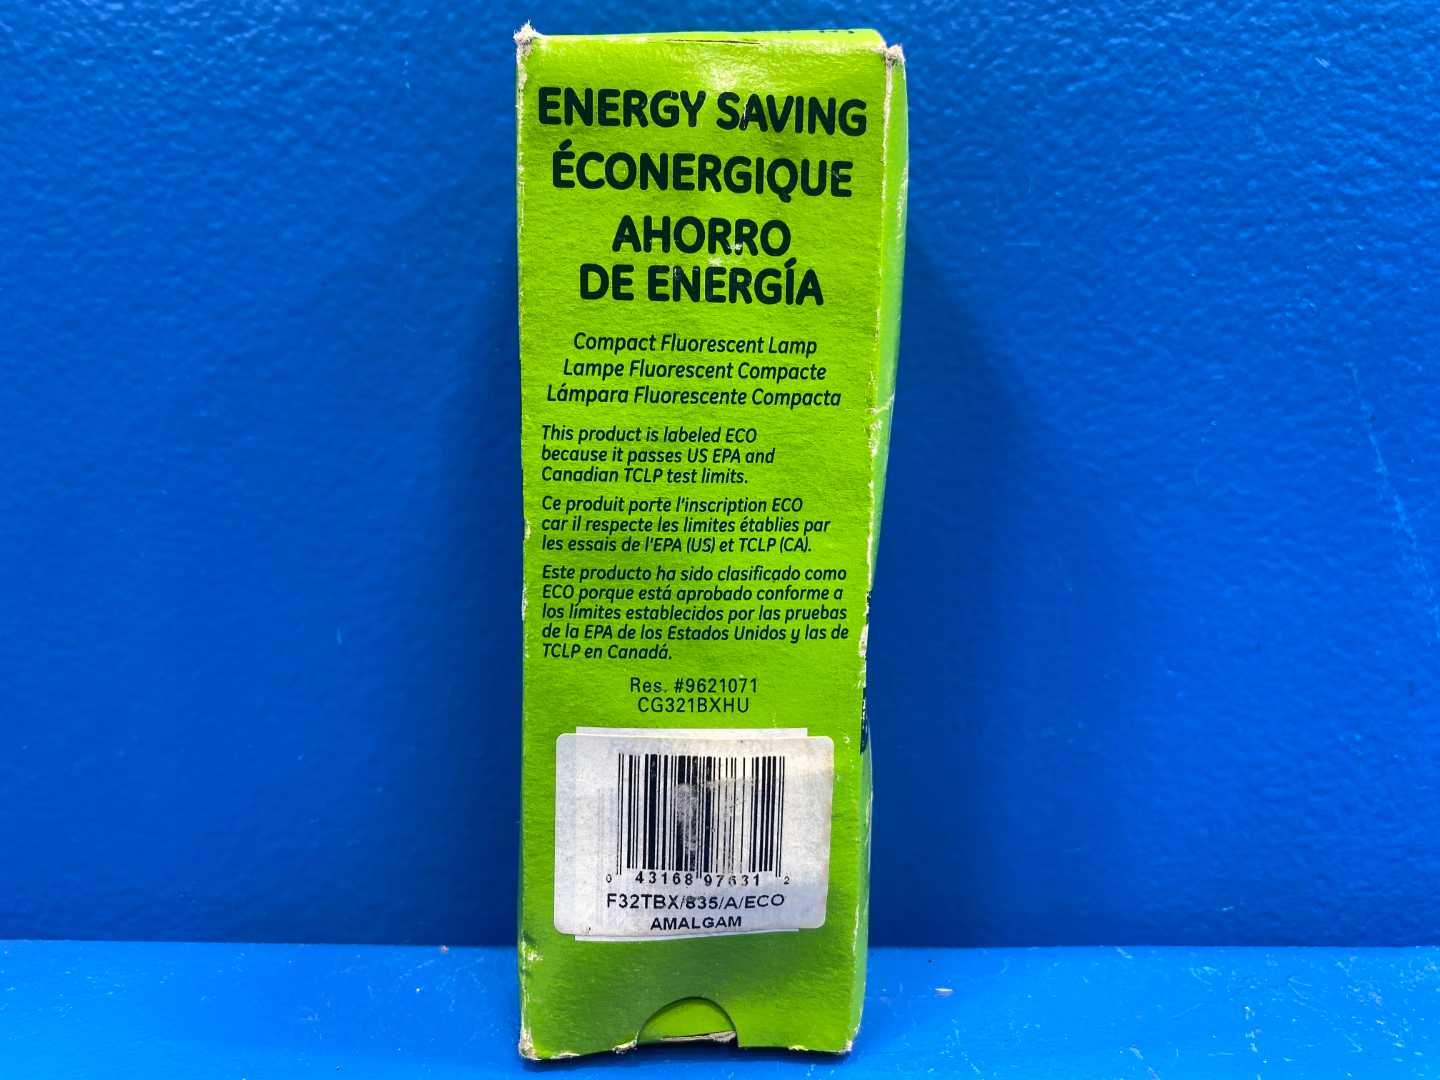 ENERGY SAVING
ÉCONERGIQUE
AHORRO
DE ENERGÍA
Compact Fluorescent Lamp
Lampe Fluorescent Compacte
Lámpara Fluorescente Compacta
This product is labeled ECO
because it passes US EPA and
Canadian TCLP test limits.
Ce produit porte l'inscription ECO
car il respecte les limites établies par
les essais de l'EPA (US) et TCLP (CA).
Este producto ha sido clasificado como
ECO porque está aprobado conforme a
los límites establecidos por las pruebas
de la EPA de los Estados Unidos y las de
TCLP en Canadá.
Res. #9621071
CG321BXHU
0 43168 97631 2
F32TBX/835/A/ECO
AMALGAM